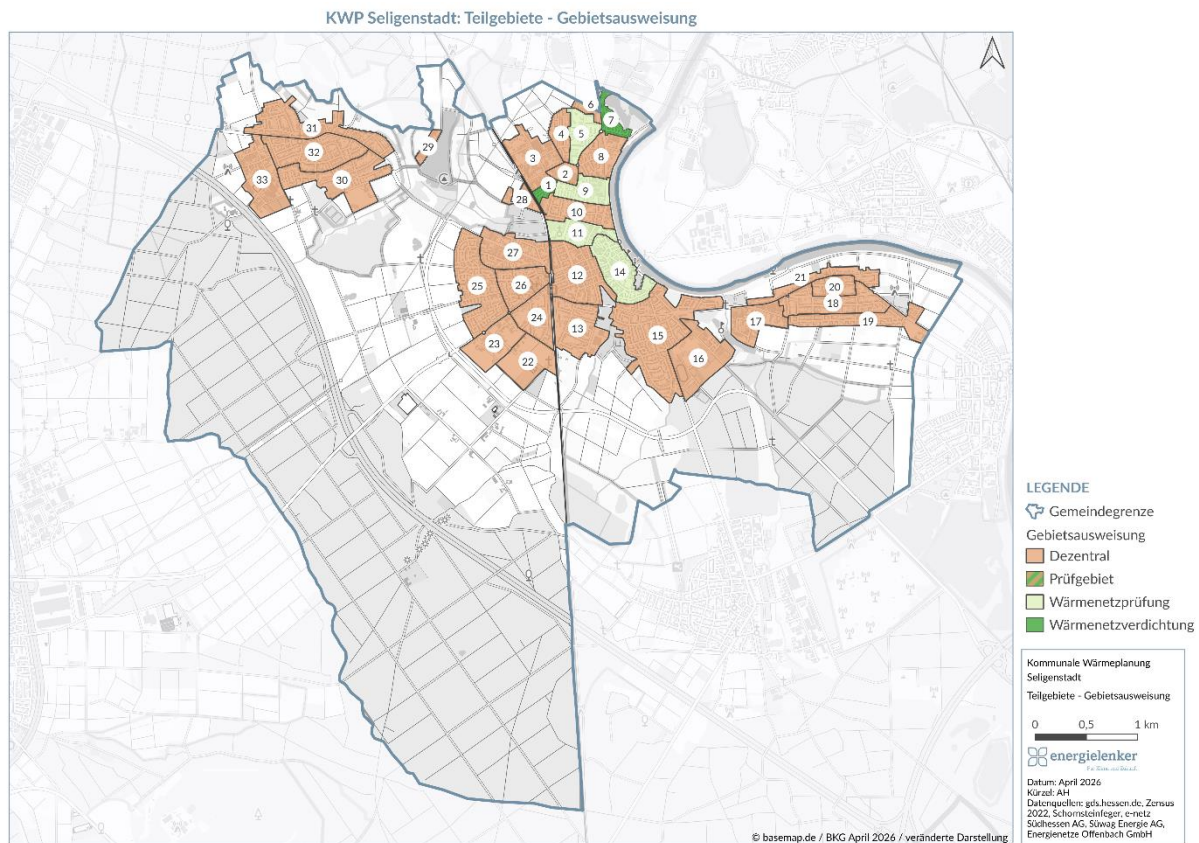 KWP Seligenstadt: Teilgebiete - Gebietsausweisung
6
7
31
4
5
32
29
3
8
33
30
2
1
9
28
10
11
27
12
14
21
25
26
20
18
24
17
19
13
15
23
22
16
LEGENDE
Gemeindegrenze
Gebietsausweisung
Dezentral
Prüfgebiet
Wärmenetzprüfung
Wärmenetzverdichtung
Kommunale Wärmeplanung
Seligenstadt
Teilgebiete - Gebietsausweisung
0 0,5 1 km
energielenker
Datum: April 2026
Kürzel: AH
Datenquellen: gds.hessen.de, Zensus
2022, Schornsteinfeger, e-netz
Südhessen AG, Süwag Energie AG,
Energienetze Offenbach GmbH
© basemap.de / BKG April 2026 / veränderte Darstellung